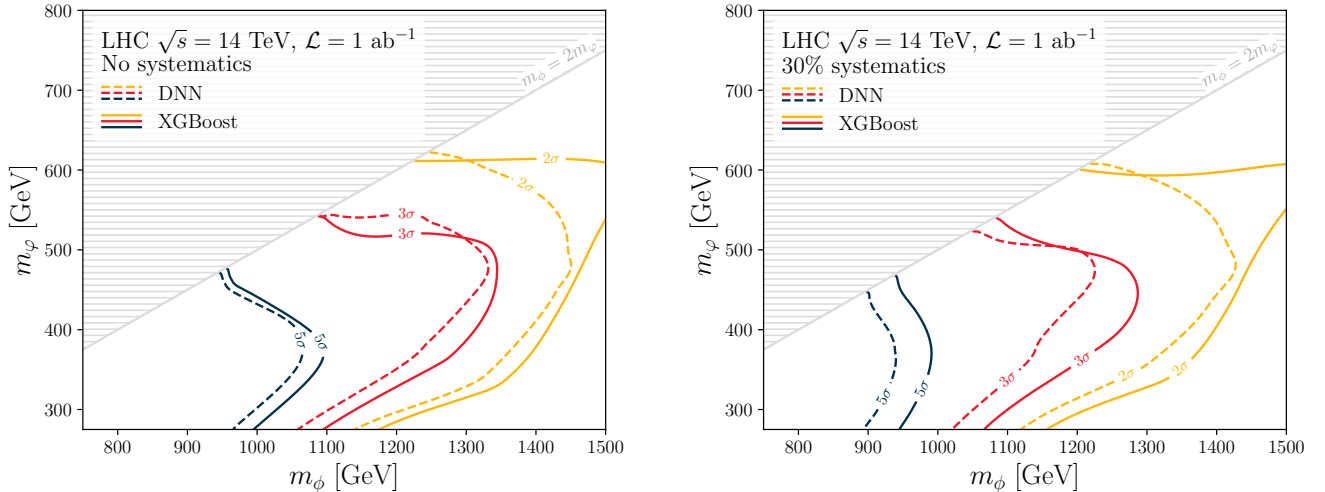 LHC √s = 14 TeV, ℒ = 1 ab⁻¹
No systematics
DNN
XGBoost
m_ϕ = 2m_φ
2σ
2σ
3σ
3σ
5σ
5σ
800
700
600
500
400
300
m_φ [GeV]
800 900 1000 1100 1200 1300 1400 1500
m_ϕ [GeV]
LHC √s = 14 TeV, ℒ = 1 ab⁻¹
30% systematics
DNN
XGBoost
m_ϕ = 2m_φ
2σ
3σ
3σ
2σ
2σ
5σ
5σ
800
700
600
500
400
300
m_φ [GeV]
800 900 1000 1100 1200 1300 1400 1500
m_ϕ [GeV]